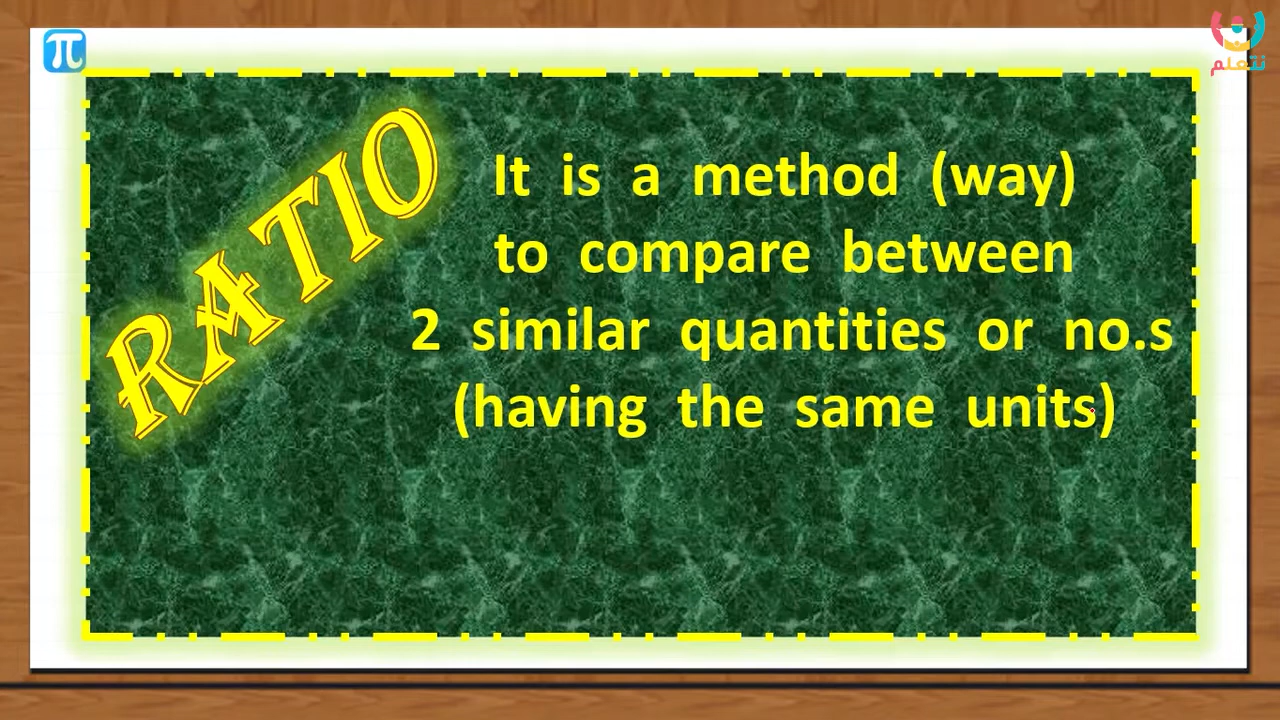 π
نتعلم
RATIO
It is a method (way)
to compare between
2 similar quantities or no.s
(having the same units)